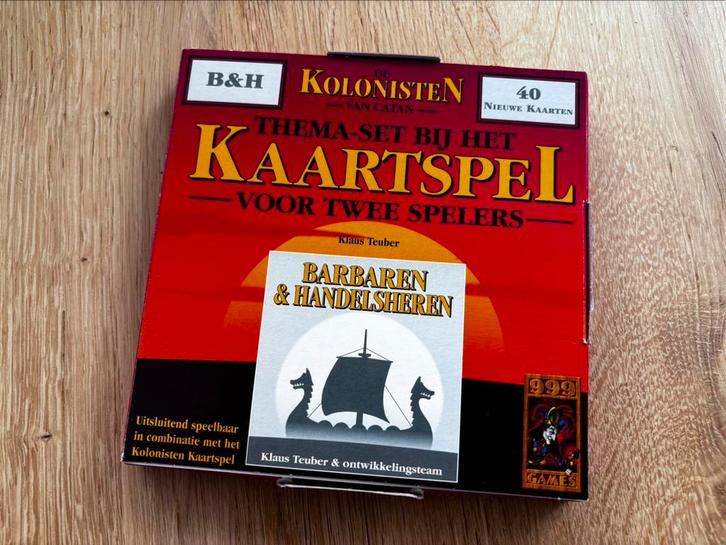 B&H
DE
KOLONISTEN
VAN CATAN
40
NIEUWE KAARTEN
THEMA-SET BIJ HET
KAARTSPEL
VOOR TWEE SPELERS
Klaus Teuber
BARBAREN
& HANDELSHEREN
Klaus Teuber & ontwikkelingsteam
Uitsluitend speelbaar
in combinatie met het
Kolonisten Kaartspel
999
GAMES